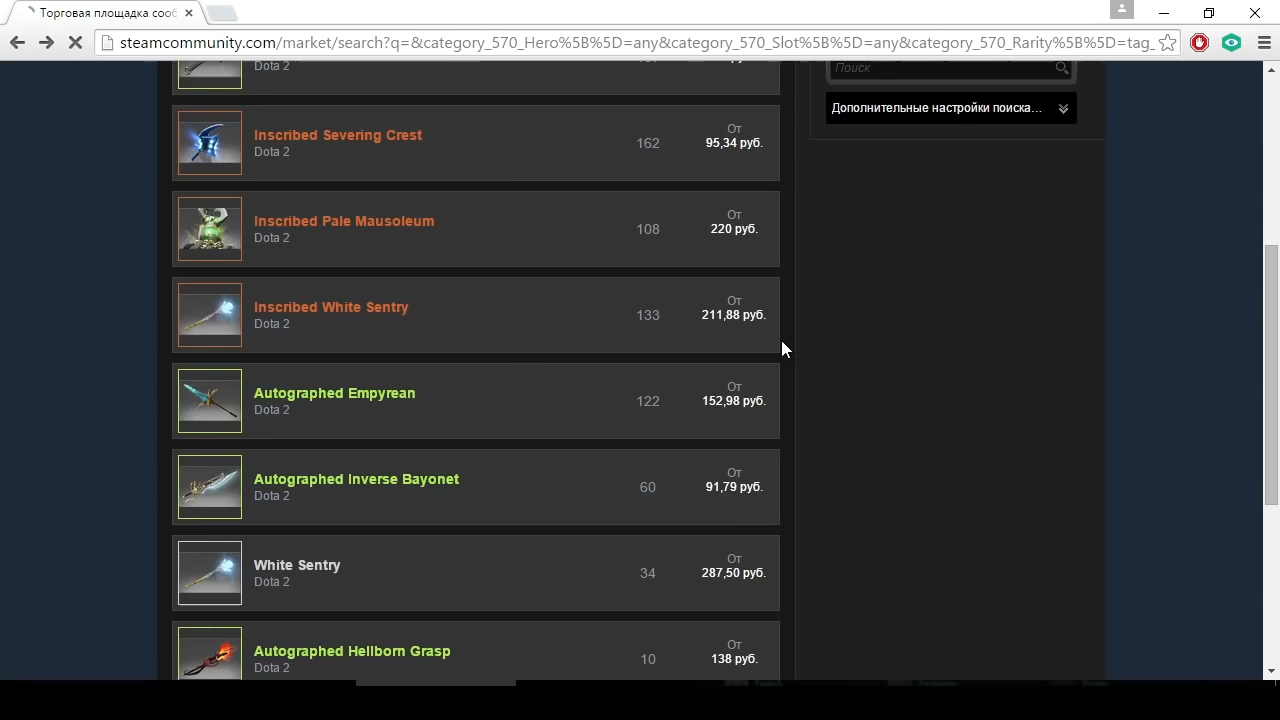 Торговая площадка сооб
steamcommunity.com/market/search?q=&category_570_Hero%5B%5D=any&category_570_Slot%5B%5D=any&category_570_Rarity%5B%5D=tag_
Dota 2
Поиск
Дополнительные настройки поиска...
Inscribed Severing Crest
Dota 2
162
От
95,34 руб.
Inscribed Pale Mausoleum
Dota 2
108
От
220 руб.
Inscribed White Sentry
Dota 2
133
От
211,88 руб.
Autographed Empyrean
Dota 2
122
От
152,98 руб.
Autographed Inverse Bayonet
Dota 2
60
От
91,79 руб.
White Sentry
Dota 2
34
От
287,50 руб.
Autographed Hellborn Grasp
Dota 2
10
От
138 руб.